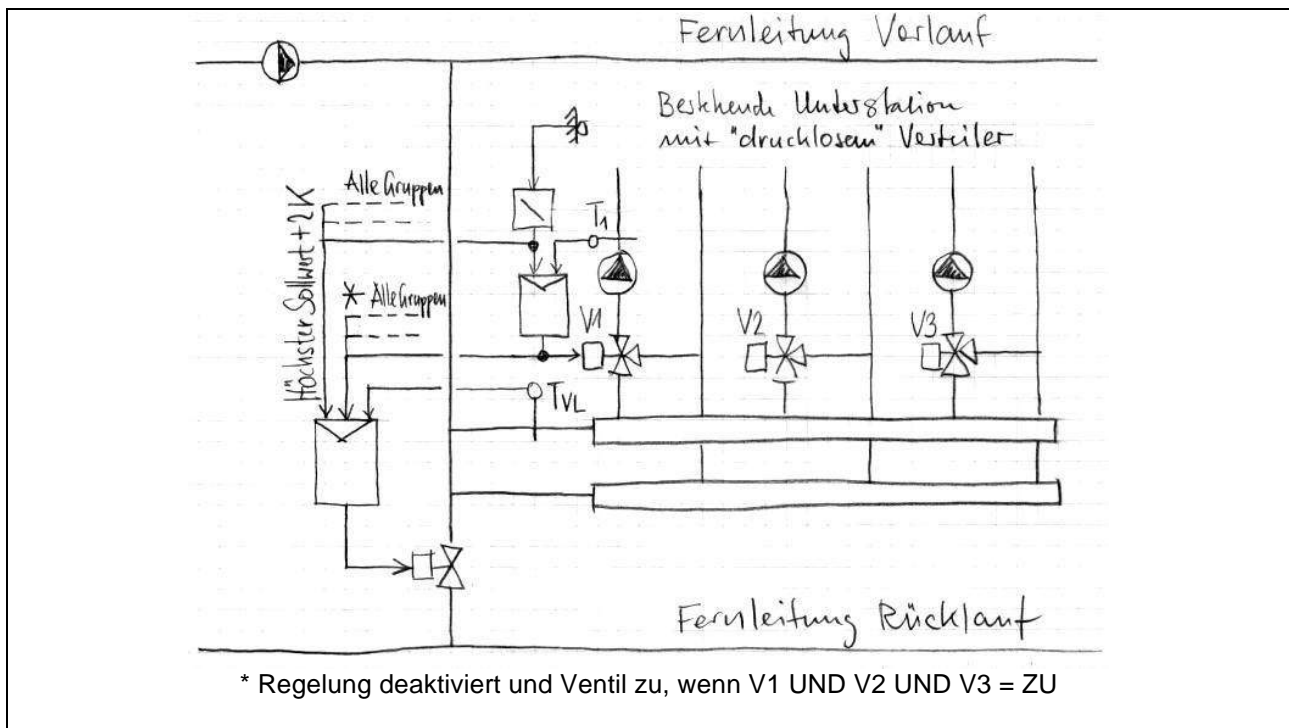 Fernleitung Vorlauf
Bestehende Unterstation
mit "drucklosem" Verteiler
Alle Gruppen
Höchster Sollwert + 2K
T1
* Alle Gruppen
V1
V2
V3
TVL
Fernleitung Rücklauf
* Regelung deaktiviert und Ventil zu, wenn V1 UND V2 UND V3 = ZU